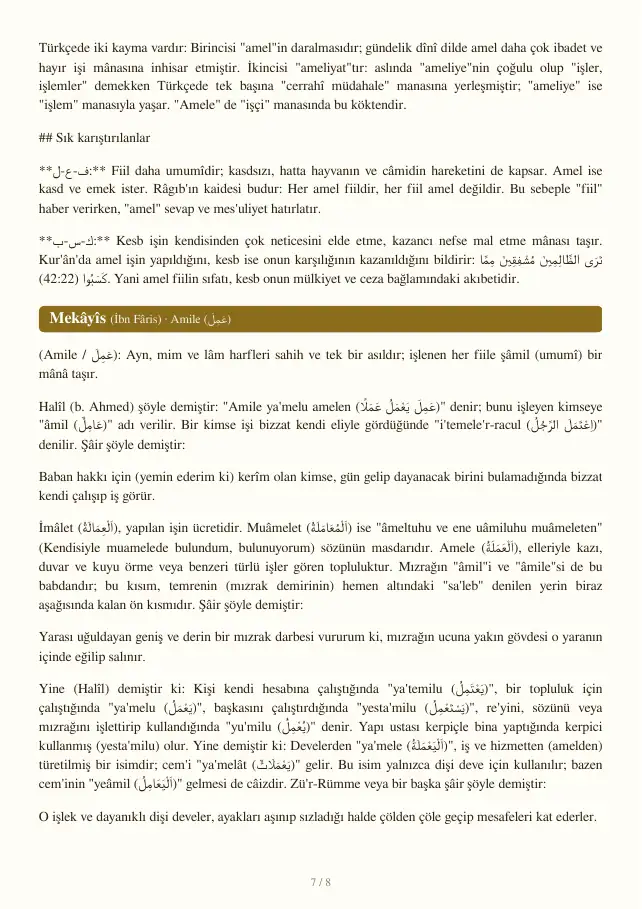 Türkçede iki kayma vardır: Birincisi "amel"in daralmasıdır; gündelik dînî dilde amel daha çok ibadet ve
hayır işi mânasına inhisar etmiştir. İkincisi "ameliyat"tır: aslında "ameliye"nin çoğulu olup "işler,
işlemler" demekken Türkçede tek başına "cerrahî müdahale" manasına yerleşmiştir; "ameliye" ise
"işlem" manasıyla yaşar. "Amele" de "işçi" manasında bu köktendir.
## Sık karıştırılanlar
**ف-ع-ل:** Fiil daha umumîdir; kasdsızı, hatta hayvanın ve câmidin hareketini de kapsar. Amel ise
kasd ve emek ister. Râgıb'ın kaidesi budur: Her amel fiildir, her fiil amel değildir. Bu sebeple "fiil"
haber verirken, "amel" sevap ve mes'uliyet hatırlatır.
**ك-س-ب:** Kesb işin kendisinden çok neticesini elde etme, kazancı nefse mal etme mânası taşır.
Kur'ân'da amel işin yapıldığını, kesb ise onun karşılığının kazanıldığını bildirir: تَرَى الظَّالِمِينَ مُشْفِقِينَ مِمَّا
كَسَبُوا (42:22). Yani amel fiilin sıfatı, kesb onun mülkiyet ve ceza bağlamındaki akıbetidir.
Mekâyîs (İbn Fâris) · Amile (عَمِلَ)
(Amile / عَمِلَ): Ayn, mim ve lâm harfleri sahih ve tek bir asıldır; işlenen her fiile şâmil (umumî) bir
mânâ taşır.
Halîl (b. Ahmed) şöyle demiştir: "Amile ya'melu amelen (عَمِلَ يَعْمَلُ عَمَلًا)" denir; bunu işleyen kimseye
"âmil (عَامِلٌ)" adı verilir. Bir kimse işi bizzat kendi eliyle gördüğünde "i'temele'r-racul (اِعْتَمَلَ الرَّجُلُ)"
denilir. Şâir şöyle demiştir:
Baban hakkı için (yemin ederim ki) kerîm olan kimse, gün gelip dayanacak birini bulamadığında bizzat
kendi çalışıp iş görür.
İmâlet (اَلْعِمَالَةُ), yapılan işin ücretidir. Muâmelet (اَلْمُعَامَلَةُ) ise "âmeltuhu ve ene uâmiluhu muâmeleten"
(Kendisiyle muamelede bulundum, bulunuyorum) sözünün masdarıdır. Amele (اَلْعَمَلَةُ), elleriyle kazı,
duvar ve kuyu örme veya benzeri türlü işler gören topluluktur. Mızrağın "âmil"i ve "âmile"si de bu
babdandır; bu kısım, temrenin (mızrak demirinin) hemen altındaki "sa'leb" denilen yerin biraz
aşağısında kalan ön kısmıdır. Şâir şöyle demiştir:
Yarası uğuldayan geniş ve derin bir mızrak darbesi vururum ki, mızrağın ucuna yakın gövdesi o yaranın
içinde eğilip salınır.
Yine (Halîl) demiştir ki: Kişi kendi hesabına çalıştığında "ya'temilu (يَعْتَمِلُ)", bir topluluk için
çalıştığında "ya'melu (يَعْمَلُ)", başkasını çalıştırdığında "yesta'milu (يَسْتَعْمِلُ)", re'yini, sözünü veya
mızrağını işlettirip kullandığında "yu'milu (يُعْمِلُ)" denir. Yapı ustası kerpiçle bina yaptığında kerpici
kullanmış (yesta'milu) olur. Yine demiştir ki: Develerden "ya'mele (اَلْيَعْمَلَةُ)", iş ve hizmetten (amelden)
türetilmiş bir isimdir; cem'i "ya'melât (يَعْمَلَاتٌ)" gelir. Bu isim yalnızca dişi deve için kullanılır; bazen
cem'inin "yeâmil (اَلْيَعَامِلُ)" gelmesi de câizdir. Zü'r-Rümme veya bir başka şâir şöyle demiştir:
O işlek ve dayanıklı dişi develer, ayakları aşınıp sızladığı halde çölden çöle geçip mesafeleri kat ederler.
7 / 8